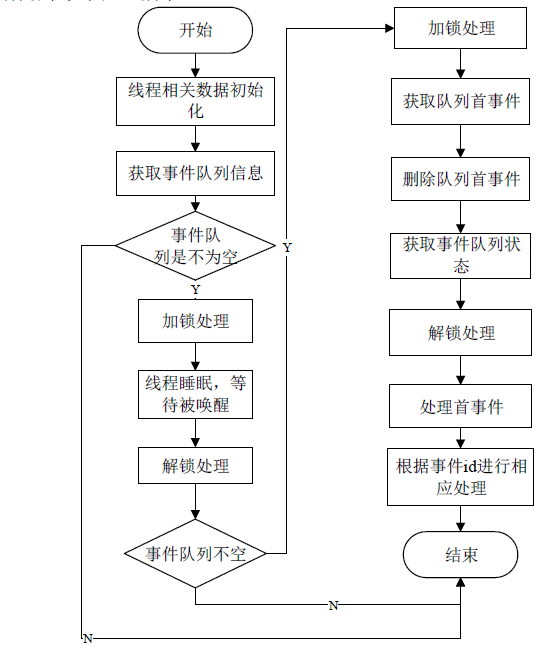 开始
线程相关数据初始
化
获取事件队列信息
事件队
列是不为空
Y
加锁处理
线程睡眠，等
待被唤醒
解锁处理
事件队列不空
Y
N
N
加锁处理
获取队列首事件
删除队列首事件
获取事件队列状
态
解锁处理
处理首事件
根据事件id进行相
应处理
结束